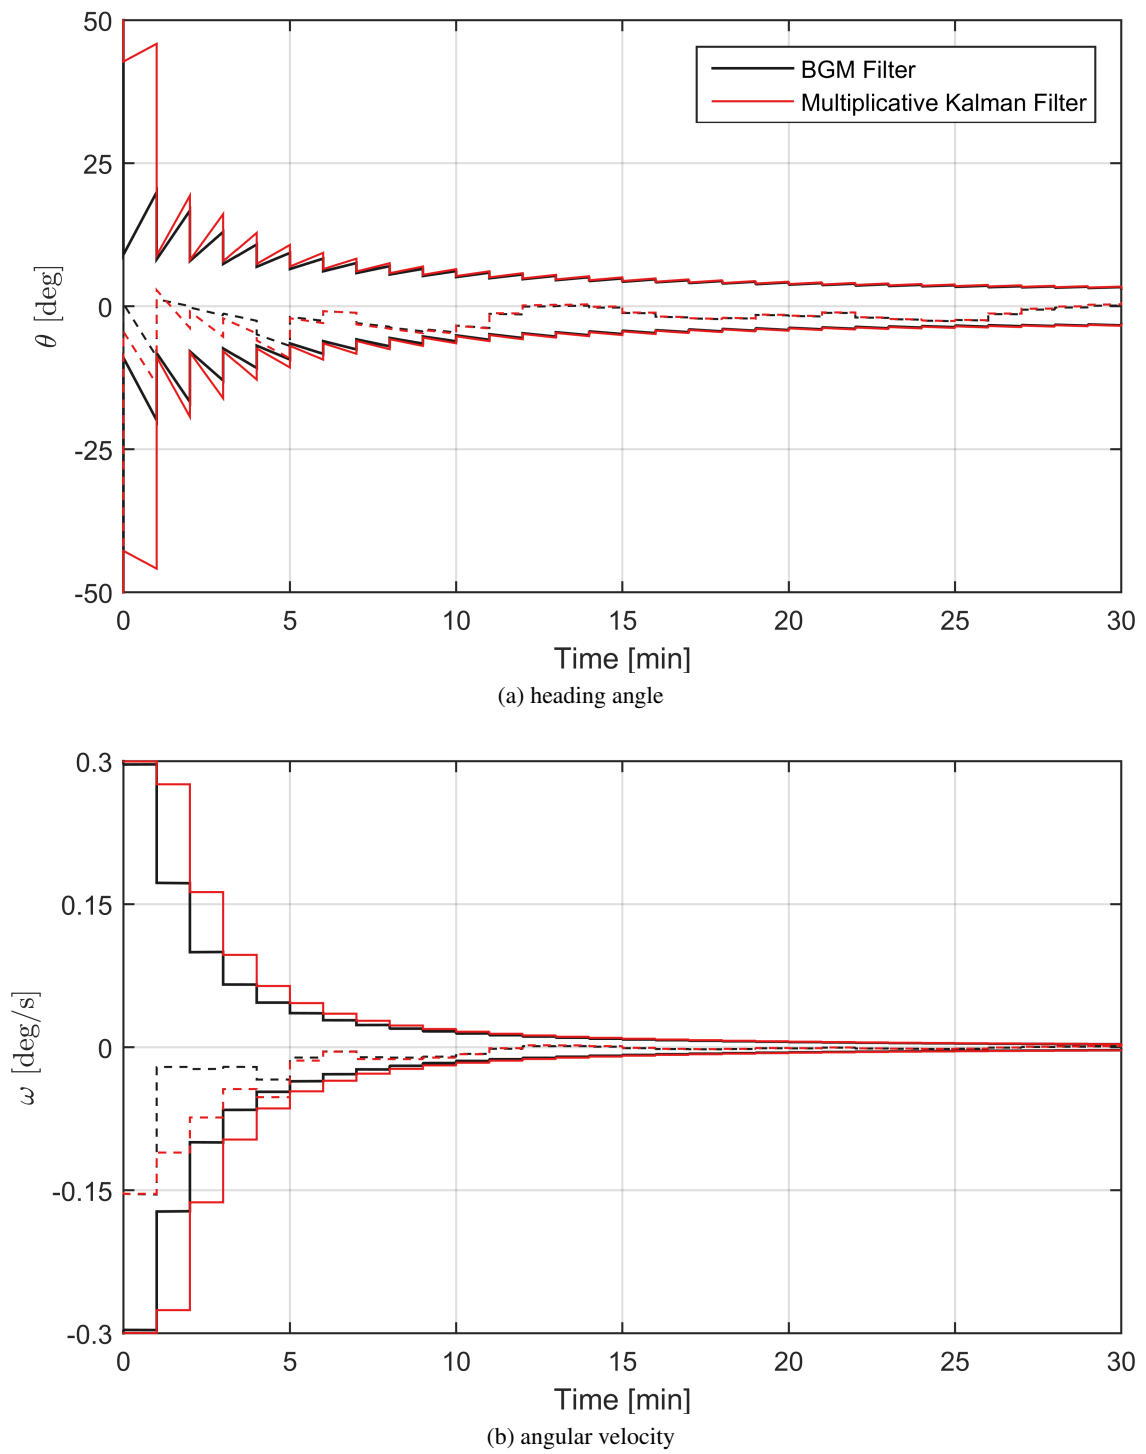 50
25
0
-25
-50
θ [deg]
BGM Filter
Multiplicative Kalman Filter
0 5 10 15 20 25 30
Time [min]
(a) heading angle
0.3
0.15
0
-0.15
-0.3
ω [deg/s]
0 5 10 15 20 25 30
Time [min]
(b) angular velocity